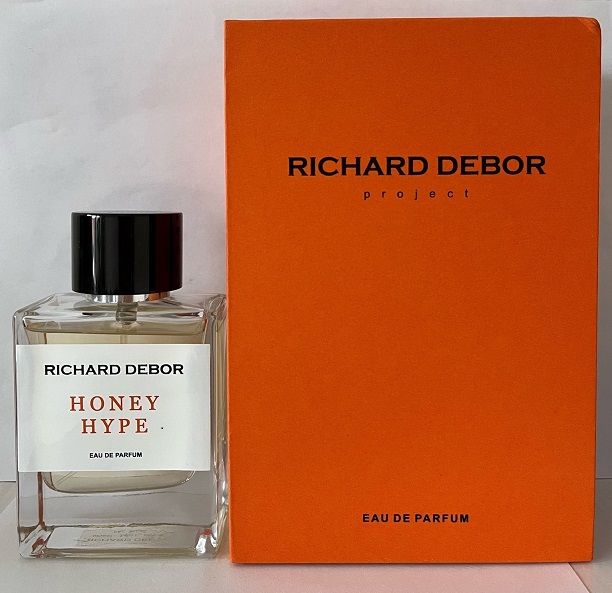 RICHARD DEBOR
HONEY
HYPE
EAU DE PARFUM
RICHARD DEBOR
project
EAU DE PARFUM